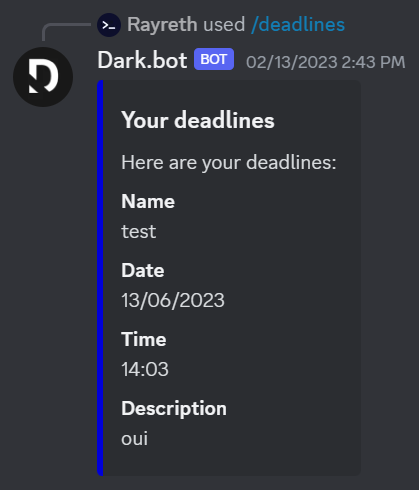 Rayreth used /deadlines
Dark.bot BOT 02/13/2023 2:43 PM
Your deadlines
Here are your deadlines:
Name
test
Date
13/06/2023
Time
14:03
Description
oui